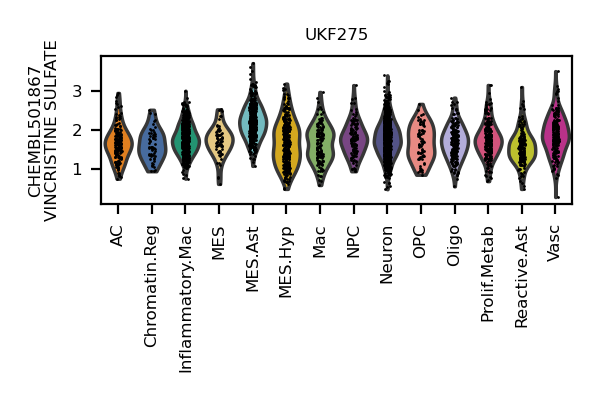 UKF275
CHEMBL501867
VINCRISTINE SULFATE
3
2
1
AC
Chromatin.Reg
Inflammatory.Mac
MES
MES.Ast
MES.Hyp
Mac
NPC
Neuron
OPC
Oligo
Prolif.Metab
Reactive.Ast
Vasc